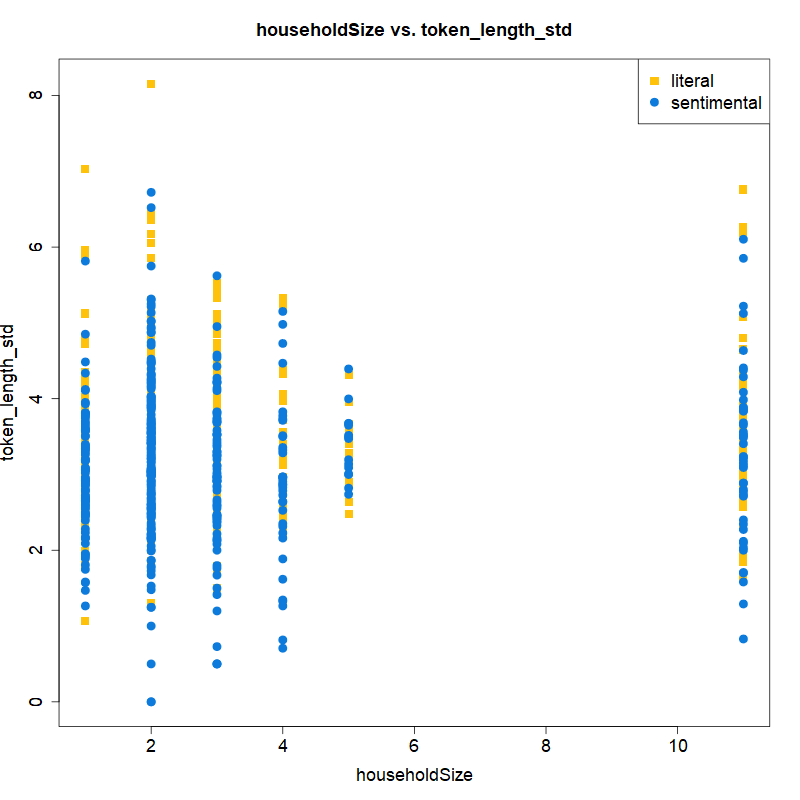 householdSize vs. token_length_std
literal
sentimental
token_length_std
8
6
4
2
0
2 4 6 8 10
householdSize